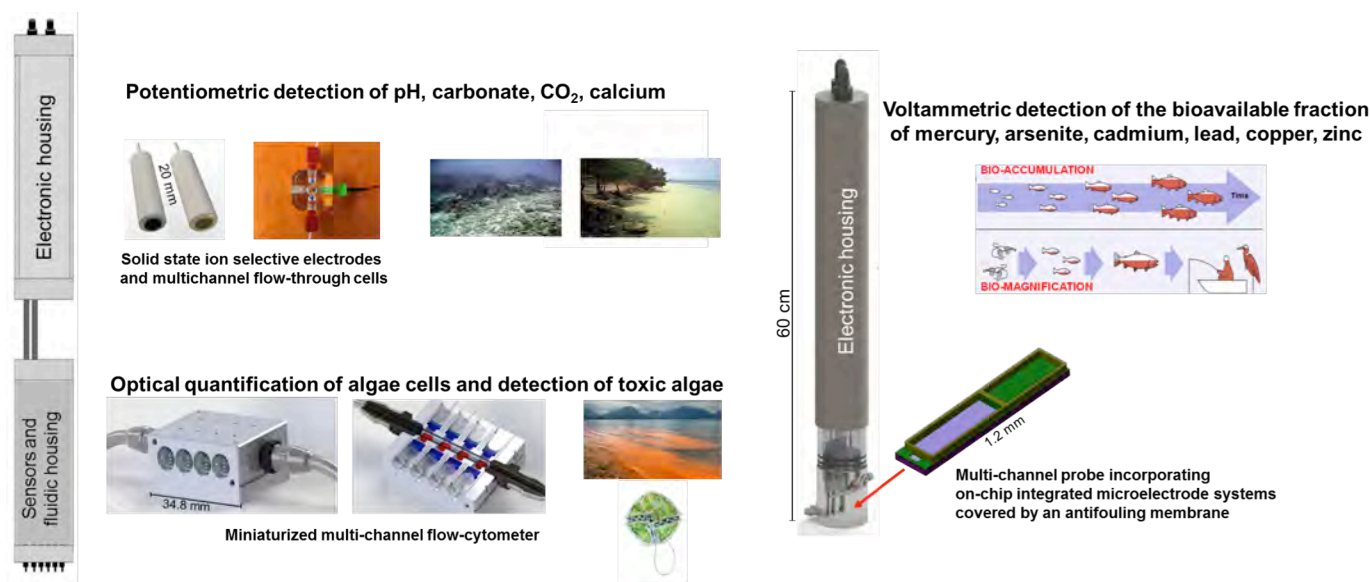 Electronic housing
Sensors and
fluidic housing
Potentiometric detection of pH, carbonate, CO₂, calcium
20 mm
Solid state ion selective electrodes
and multichannel flow-through cells
Optical quantification of algae cells and detection of toxic algae
34.8 mm
Miniaturized multi-channel flow-cytometer
60 cm
Electronic housing
Voltammetric detection of the bioavailable fraction
of mercury, arsenite, cadmium, lead, copper, zinc
BIO-ACCUMULATION
Time
BIO-MAGNIFICATION
1.2 mm
Multi-channel probe incorporating
on-chip integrated microelectrode systems
covered by an antifouling membrane